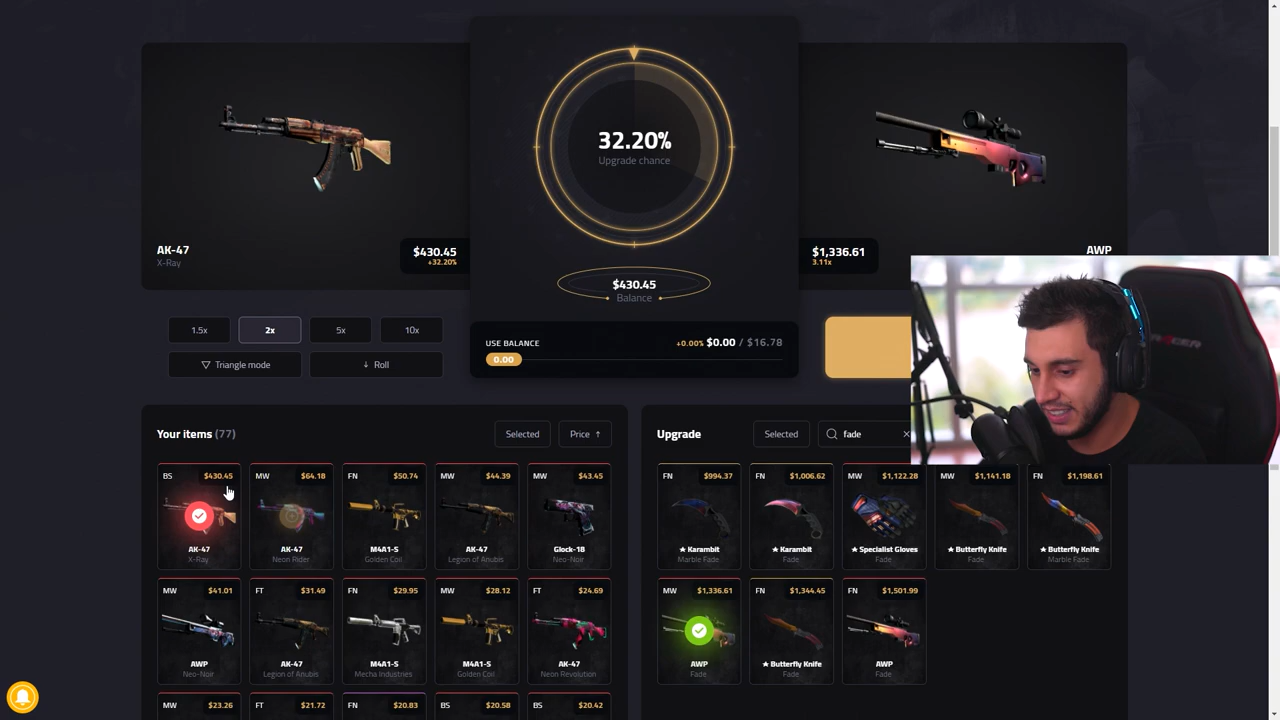 32.20%
Upgrade chance
AK-47
X-Ray
$430.45
+32.20%
$1,336.61
3.11x
AWP
$430.45
Balance
1.5x
2x
5x
10x
Triangle mode
Roll
USE BALANCE
+0.00% $0.00 / $16.78
0.00
Your items (77)
Selected
Price
BS $430.45
AK-47
X-Ray
MW $64.18
AK-47
Neon Rider
FN $50.74
M4A1-S
Golden Coil
MW $44.39
AK-47
Legion of Anubis
MW $43.45
Glock-18
Neo-Noir
MW $41.01
AWP
Neo-Noir
FT $31.49
AK-47
Legion of Anubis
FN $29.95
M4A1-S
Mecha Industries
MW $28.12
M4A1-S
Golden Coil
FT $24.69
AK-47
Neon Revolution
MW $23.26
FT $21.72
FN $20.83
BS $20.58
BS $20.42
Upgrade
Selected
fade
FN $994.37
★ Karambit
Marble Fade
FN $1,006.62
★ Karambit
Fade
MW $1,122.28
★ Specialist Gloves
Fade
MW $1,141.18
★ Butterfly Knife
Fade
FN $1,198.61
★ Butterfly Knife
Marble Fade
MW $1,336.61
AWP
Fade
FN $1,344.45
★ Butterfly Knife
Fade
FN $1,501.99
AWP
Fade